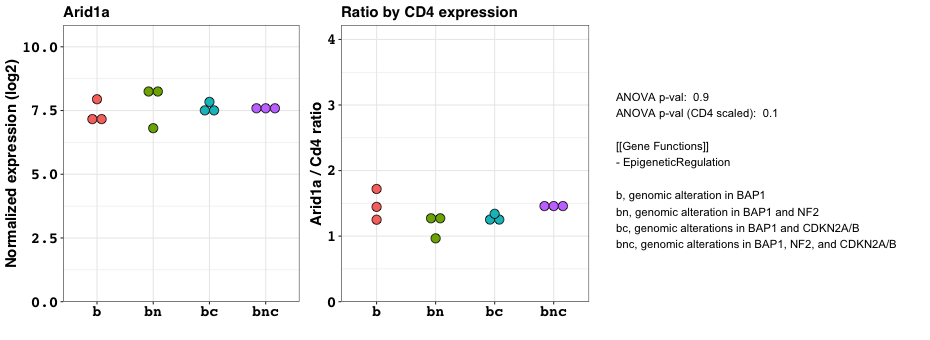 Arid1a
Normalized expression (log2)
10.0
7.5
5.0
2.5
0.0
b bn bc bnc
Ratio by CD4 expression
Arid1a / Cd4 ratio
4
3
2
1
0
b bn bc bnc
ANOVA p-val: 0.9
ANOVA p-val (CD4 scaled): 0.1
[[Gene Functions]]
- EpigeneticRegulation
b, genomic alteration in BAP1
bn, genomic alteration in BAP1 and NF2
bc, genomic alterations in BAP1 and CDKN2A/B
bnc, genomic alterations in BAP1, NF2, and CDKN2A/B